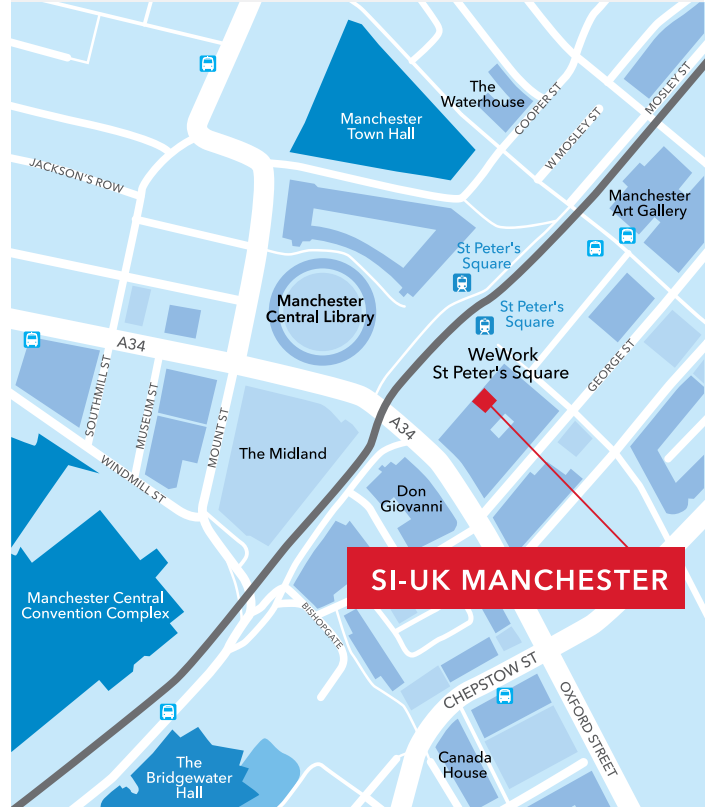 The
Waterhouse
COOPER ST
MOSLEY ST
Manchester
Town Hall
W MOSLEY ST
JACKSON'S ROW
Manchester
Art Gallery
St Peter's
Square
Manchester
Central Library
St Peter's
Square
A34
WeWork
St Peter's Square
GEORGE ST
SOUTHMILL ST
MUSEUM ST
MOUNT ST
A34
The Midland
WINDMILL ST
Don
Giovanni
SI-UK MANCHESTER
Manchester Central
Convention Complex
BISHOPGATE
CHEPSTOW ST
OXFORD STREET
The
Bridgewater
Hall
Canada
House